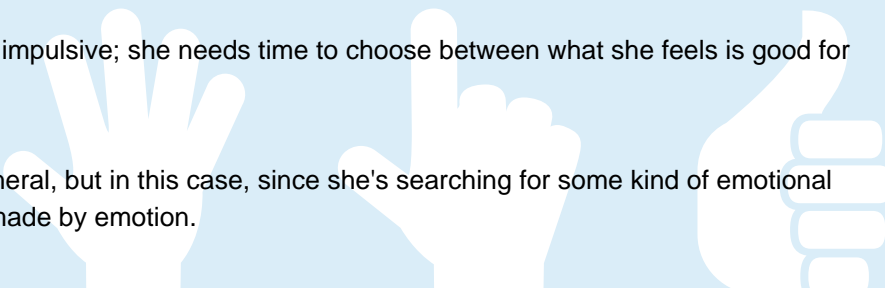 impulsive; she needs time to choose between what she feels is good for
neral, but in this case, since she's searching for some kind of emotional
nade by emotion.